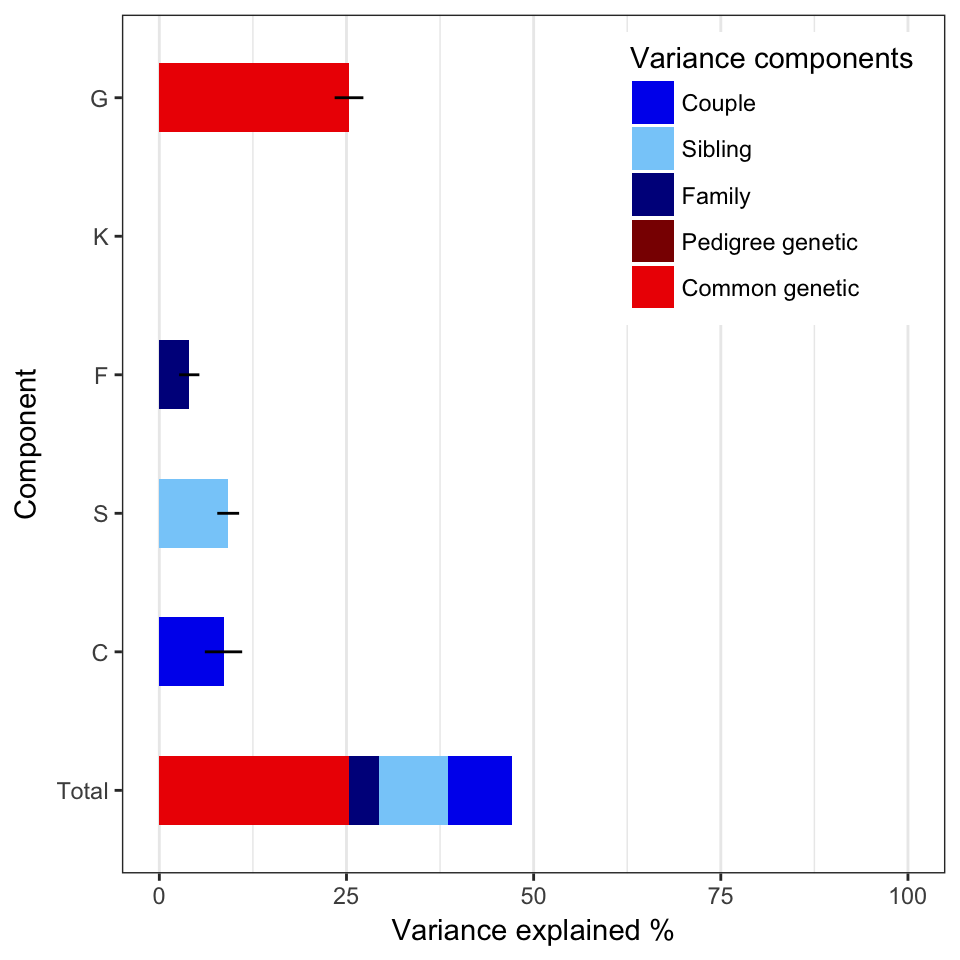 Variance components
Couple
Sibling
Family
Pedigree genetic
Common genetic
G
K
F
S
C
Total
Component
0 25 50 75 100
Variance explained %